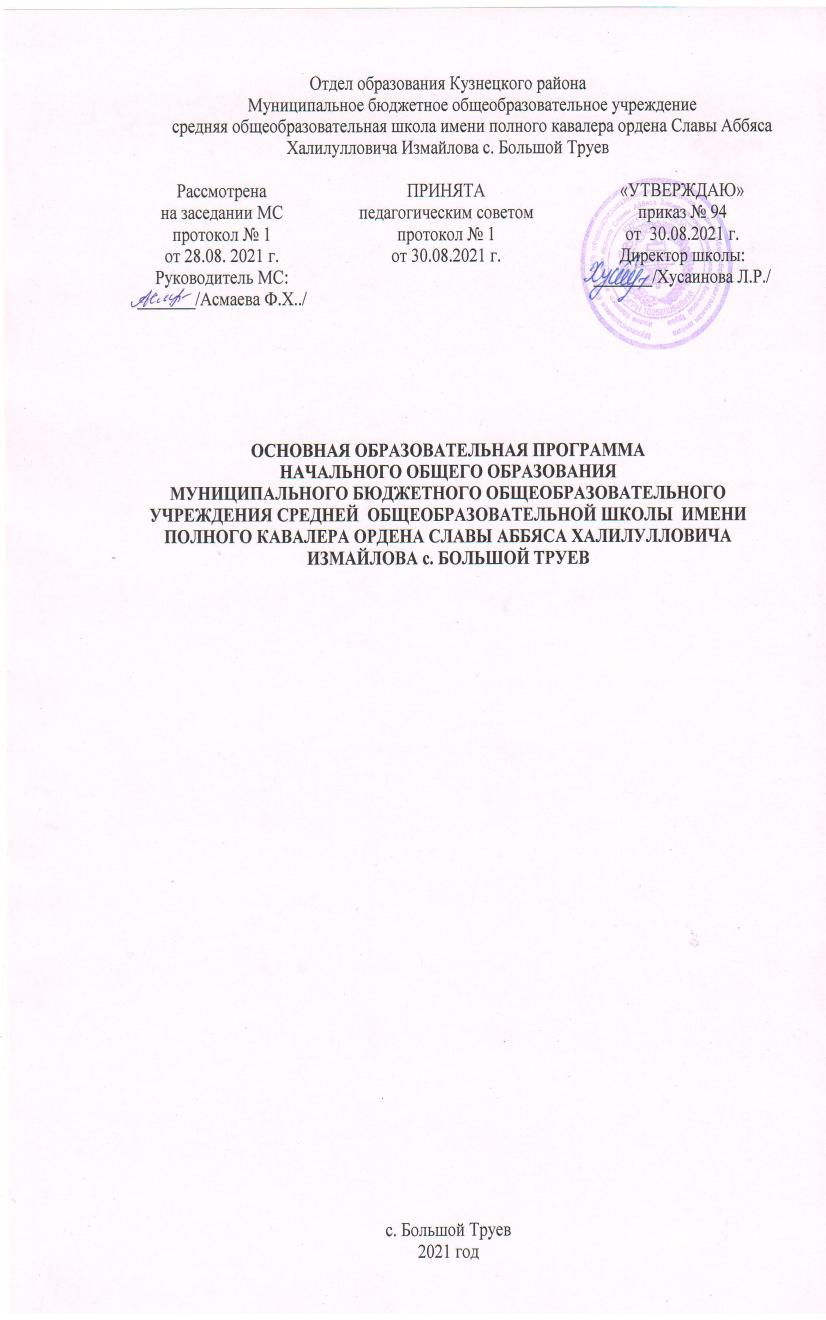 Отдел образования Кузнецкого района
Муниципальное бюджетное общеобразовательное учреждение
средняя общеобразовательная школа имени полного кавалера ордена Славы Аббяса
Халилулловича Измайлова с. Большой Труев
Рассмотрена
на заседании МС
протокол № 1
от 28.08. 2021 г.
Руководитель МС:
/Асмаева Ф.Х../
ПРИНЯТА
педагогическим советом
протокол № 1
от 30.08.2021 г.
«УТВЕРЖДАЮ»
приказ № 94
от 30.08.2021 г.
Директор школы:
/Хусаинова Л.Р./
ОСНОВНАЯ ОБРАЗОВАТЕЛЬНАЯ ПРОГРАММА
НАЧАЛЬНОГО ОБЩЕГО ОБРАЗОВАНИЯ
МУНИЦИПАЛЬНОГО БЮДЖЕТНОГО ОБЩЕОБРАЗОВАТЕЛЬНОГО
УЧРЕЖДЕНИЯ СРЕДНЕЙ ОБЩЕОБРАЗОВАТЕЛЬНОЙ ШКОЛЫ ИМЕНИ
ПОЛНОГО КАВАЛЕРА ОРДЕНА СЛАВЫ АББЯСА ХАЛИЛУЛЛОВИЧА
ИЗМАЙЛОВА с. БОЛЬШОЙ ТРУЕВ
с. Большой Труев
2021 год